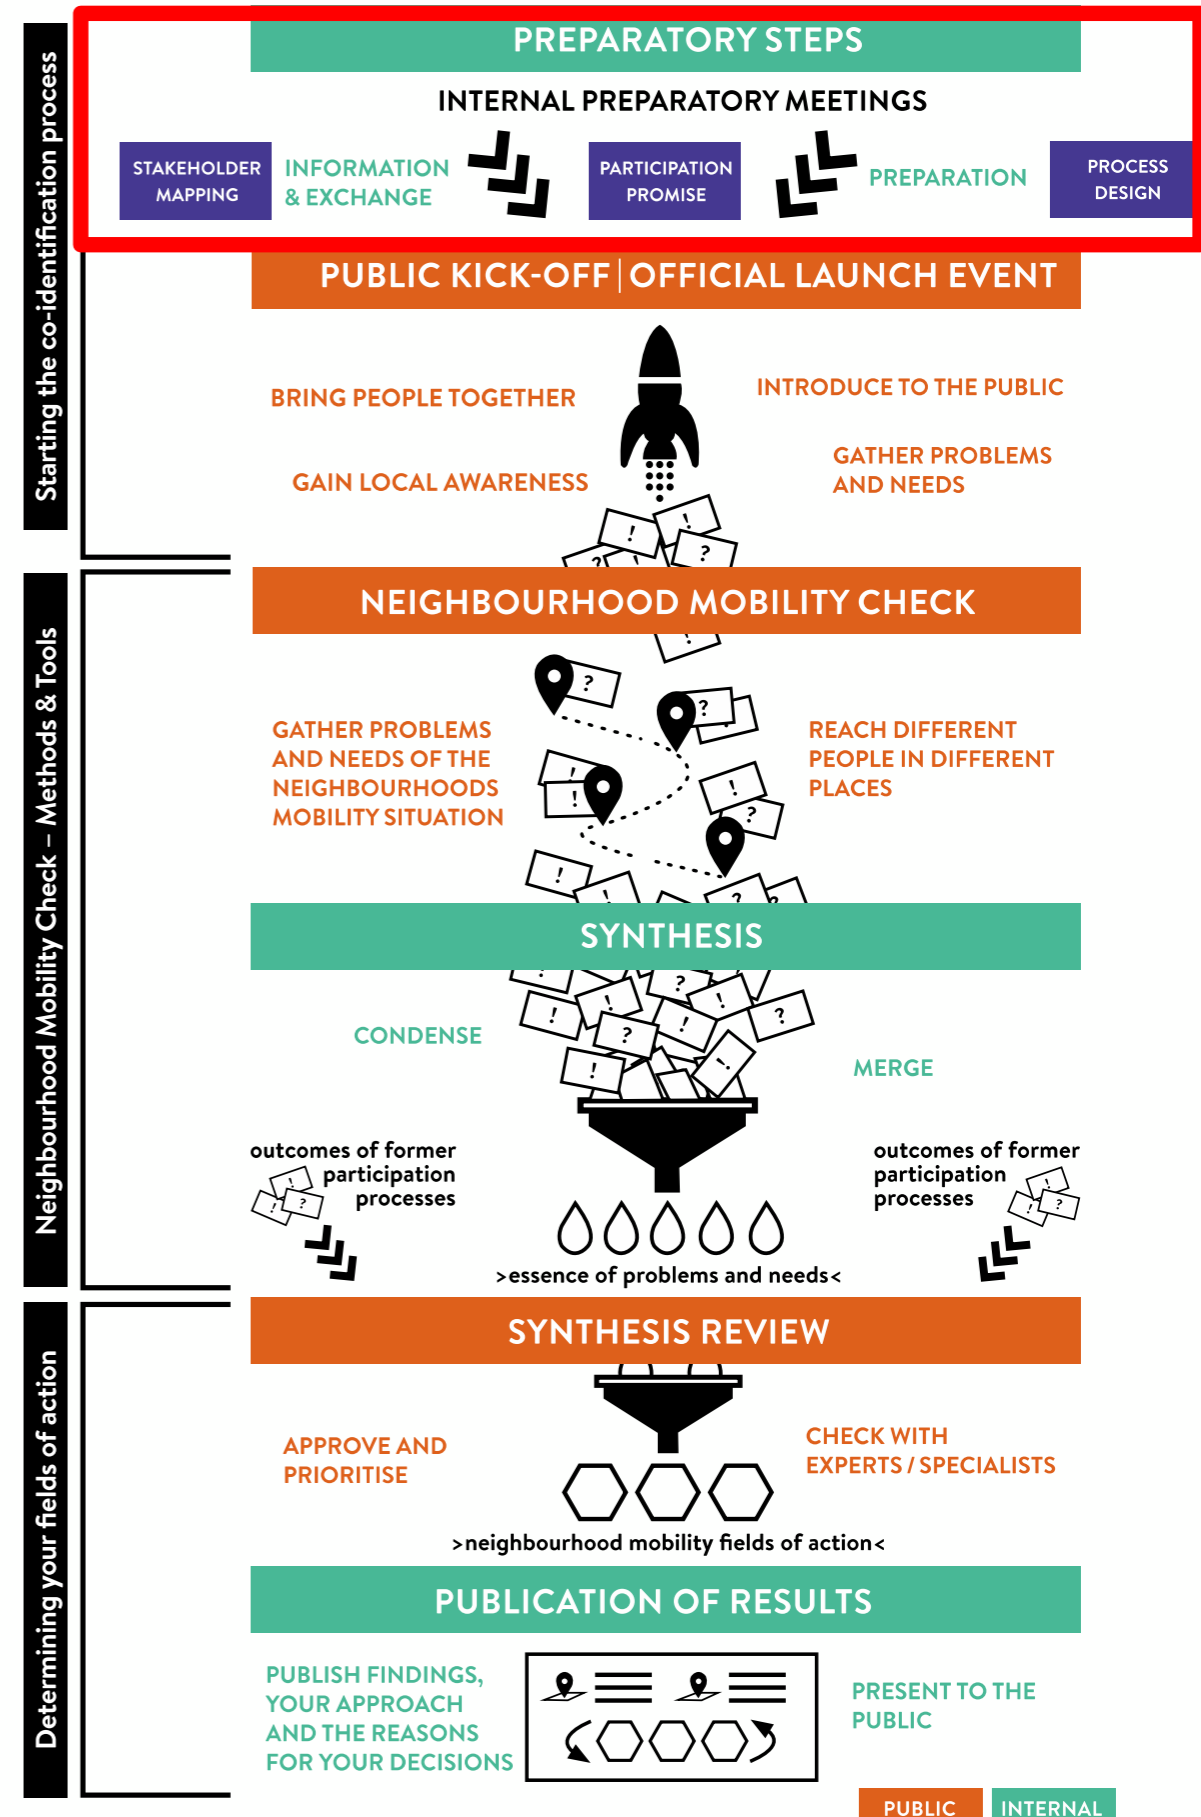 Starting the co-identification process
PREPARATORY STEPS
INTERNAL PREPARATORY MEETINGS
STAKEHOLDER
MAPPING
INFORMATION
& EXCHANGE
PARTICIPATION
PROMISE
PREPARATION
PROCESS
DESIGN
PUBLIC KICK-OFF | OFFICIAL LAUNCH EVENT
BRING PEOPLE TOGETHER
INTRODUCE TO THE PUBLIC
GAIN LOCAL AWARENESS
GATHER PROBLEMS
AND NEEDS
Neighbourhood Mobility Check – Methods & Tools
NEIGHBOURHOOD MOBILITY CHECK
GATHER PROBLEMS
AND NEEDS OF THE
NEIGHBOURHOODS
MOBILITY SITUATION
REACH DIFFERENT
PEOPLE IN DIFFERENT
PLACES
SYNTHESIS
CONDENSE
MERGE
outcomes of former
participation
processes
outcomes of former
participation
processes
>essence of problems and needs<
Determining your fields of action
SYNTHESIS REVIEW
APPROVE AND
PRIORITISE
CHECK WITH
EXPERTS / SPECIALISTS
>neighbourhood mobility fields of action<
PUBLICATION OF RESULTS
PUBLISH FINDINGS,
YOUR APPROACH
AND THE REASONS
FOR YOUR DECISIONS
PRESENT TO THE
PUBLIC
PUBLIC
INTERNAL